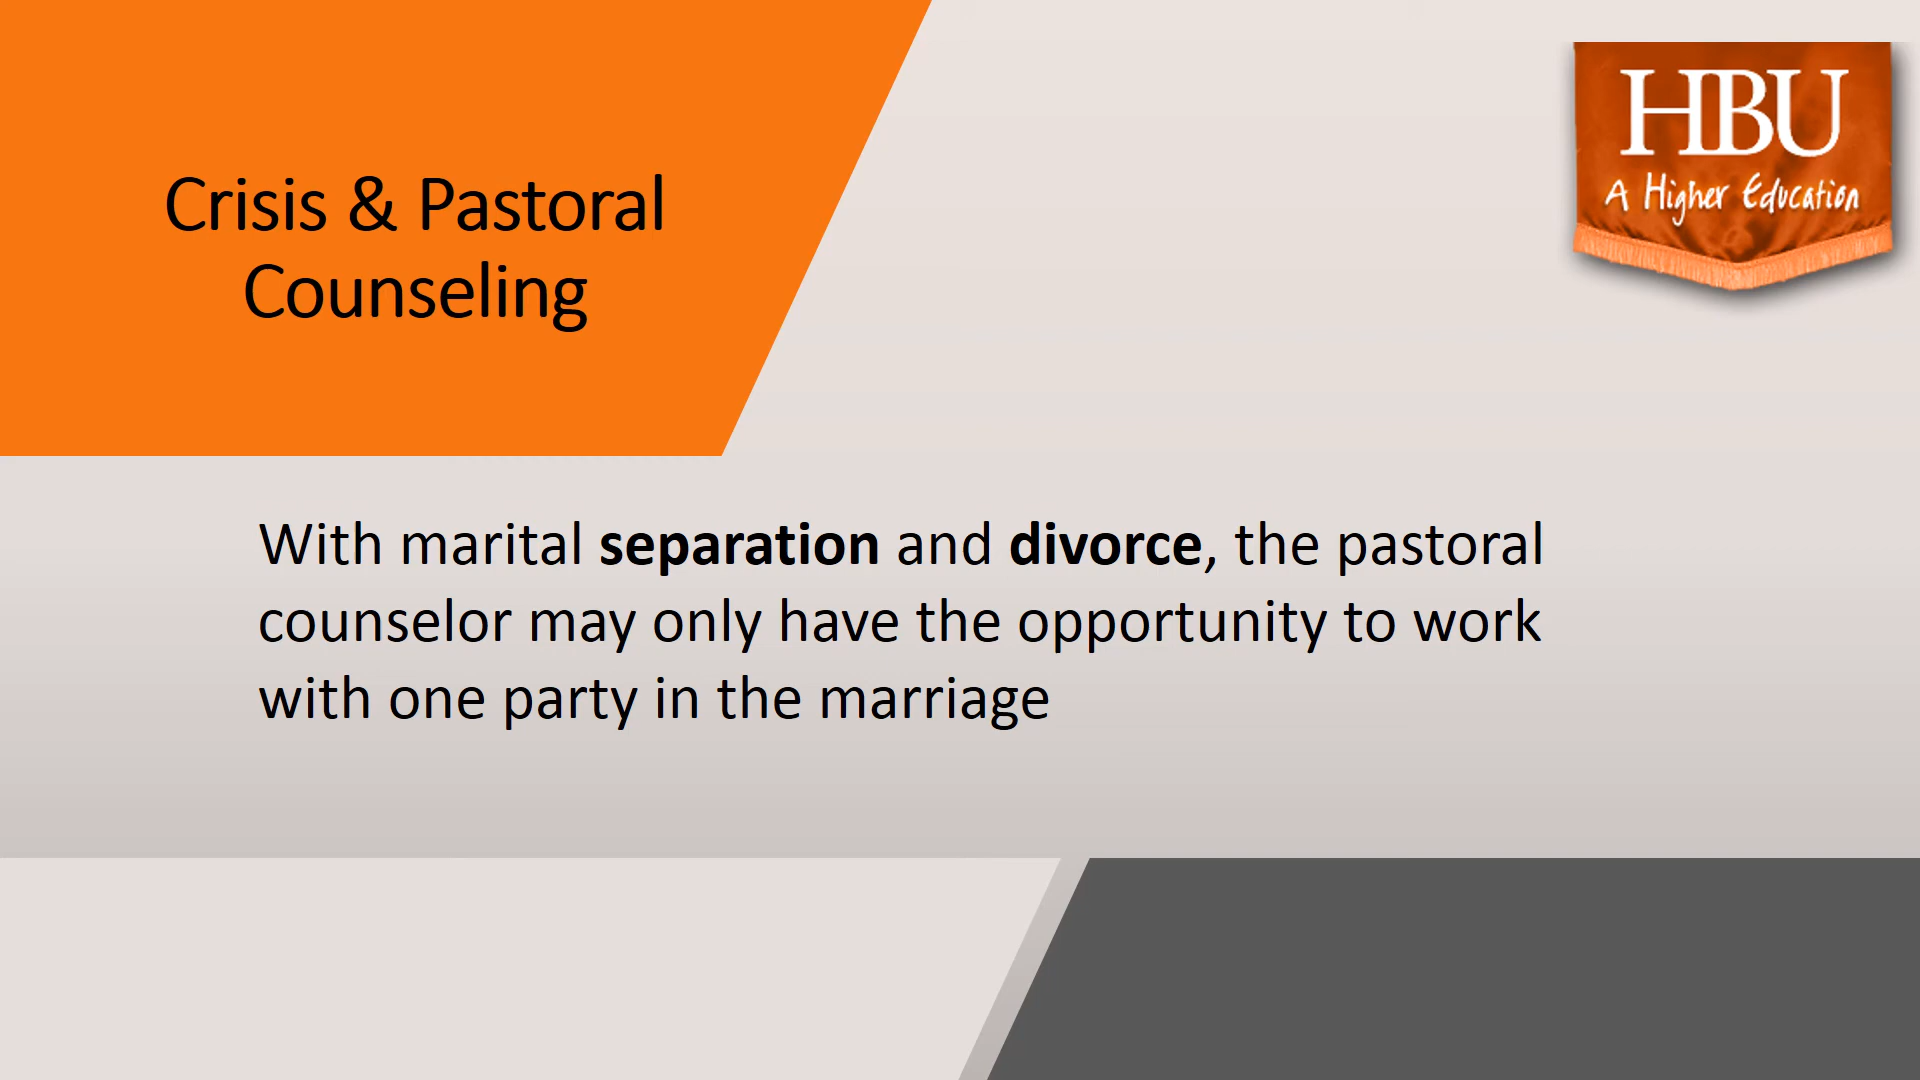 Crisis & Pastoral
Counseling
HBU
A Higher Education
With marital separation and divorce, the pastoral
counselor may only have the opportunity to work
with one party in the marriage